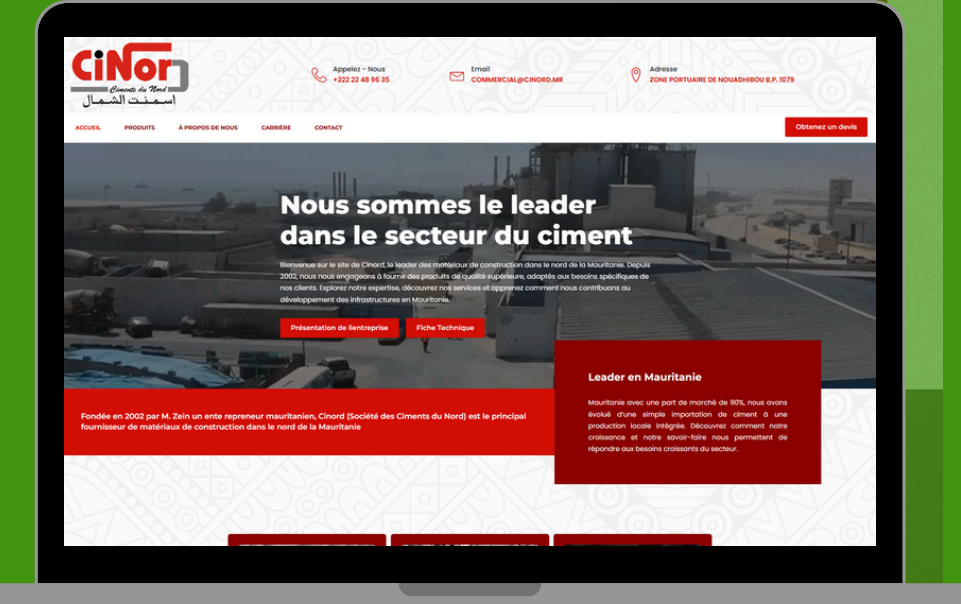 CiNor
Ciments du Nord
اسمنت الشمال
Appelez - Nous
+222 22 48 96 35
Email
COMMERCIAL@CINORD.MR
Adresse
ZONE PORTUAIRE DE NOUADHIBOU B.P. 1079
ACCUEIL PRODUITS À PROPOS DE NOUS CARRIÈRE CONTACT
Obtenez un devis
Nous sommes le leader
dans le secteur du ciment
Bienvenue sur le site de Cinord, le leader des matériaux de construction dans le nord de la Mauritanie. Depuis
2002, nous nous engageons à fournir des produits de qualité supérieure, adaptés aux besoins spécifiques de
nos clients. Explorez notre expertise, découvrez nos services et apprenez comment nous contribuons au
développement des infrastructures en Mauritanie.
Présentation de lientreprise Fiche Technique
Leader en Mauritanie
Mauritanie avec une part de marché de 90%, nous avons
évolué d'une simple importation de ciment à une
production locale intégrée. Découvrez comment notre
croissance et notre savoir-faire nous permettent de
répondre aux besoins croissants du secteur.
Fondée en 2002 par M. Zein un ente repreneur mauritanien, Cinord (Société des Ciments du Nord) est le principal
fournisseur de matériaux de construction dans le nord de la Mauritanie